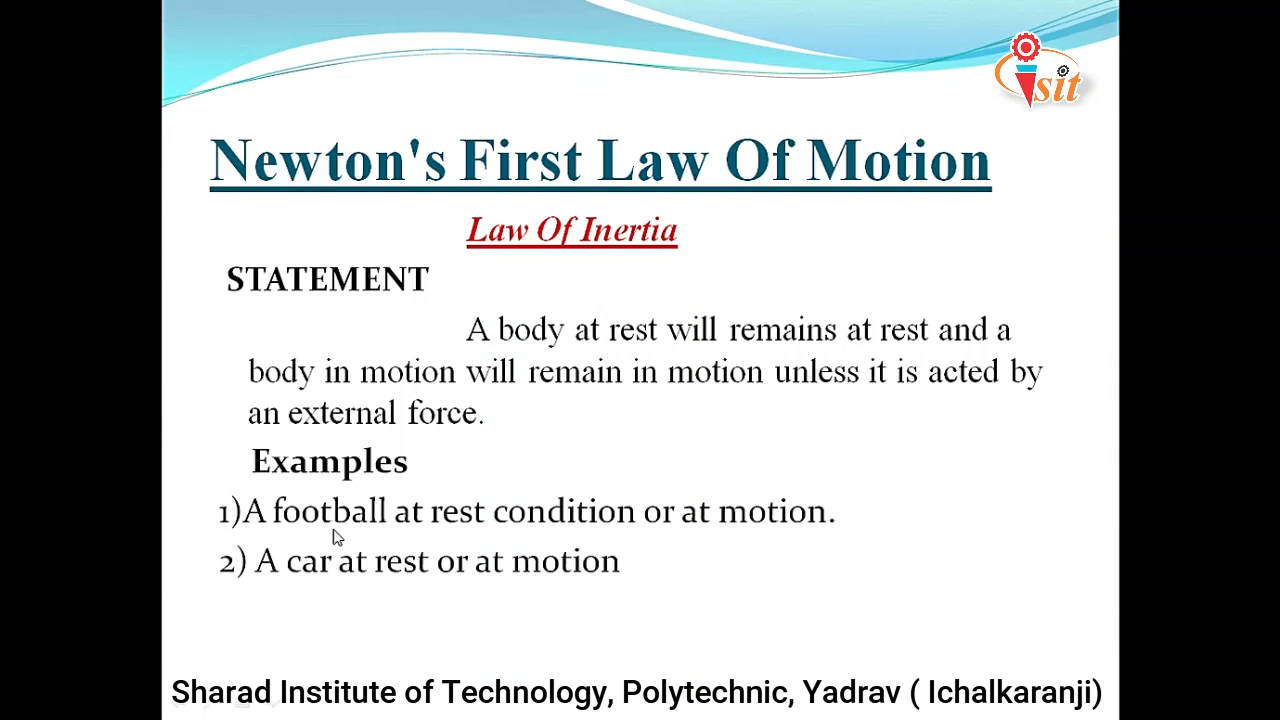 sit
Newton's First Law Of Motion
Law Of Inertia
STATEMENT
A body at rest will remains at rest and a
body in motion will remain in motion unless it is acted by
an external force.
Examples
1)A football at rest condition or at motion.
2) A car at rest or at motion
Sharad Institute of Technology, Polytechnic, Yadrav ( Ichalkaranji)